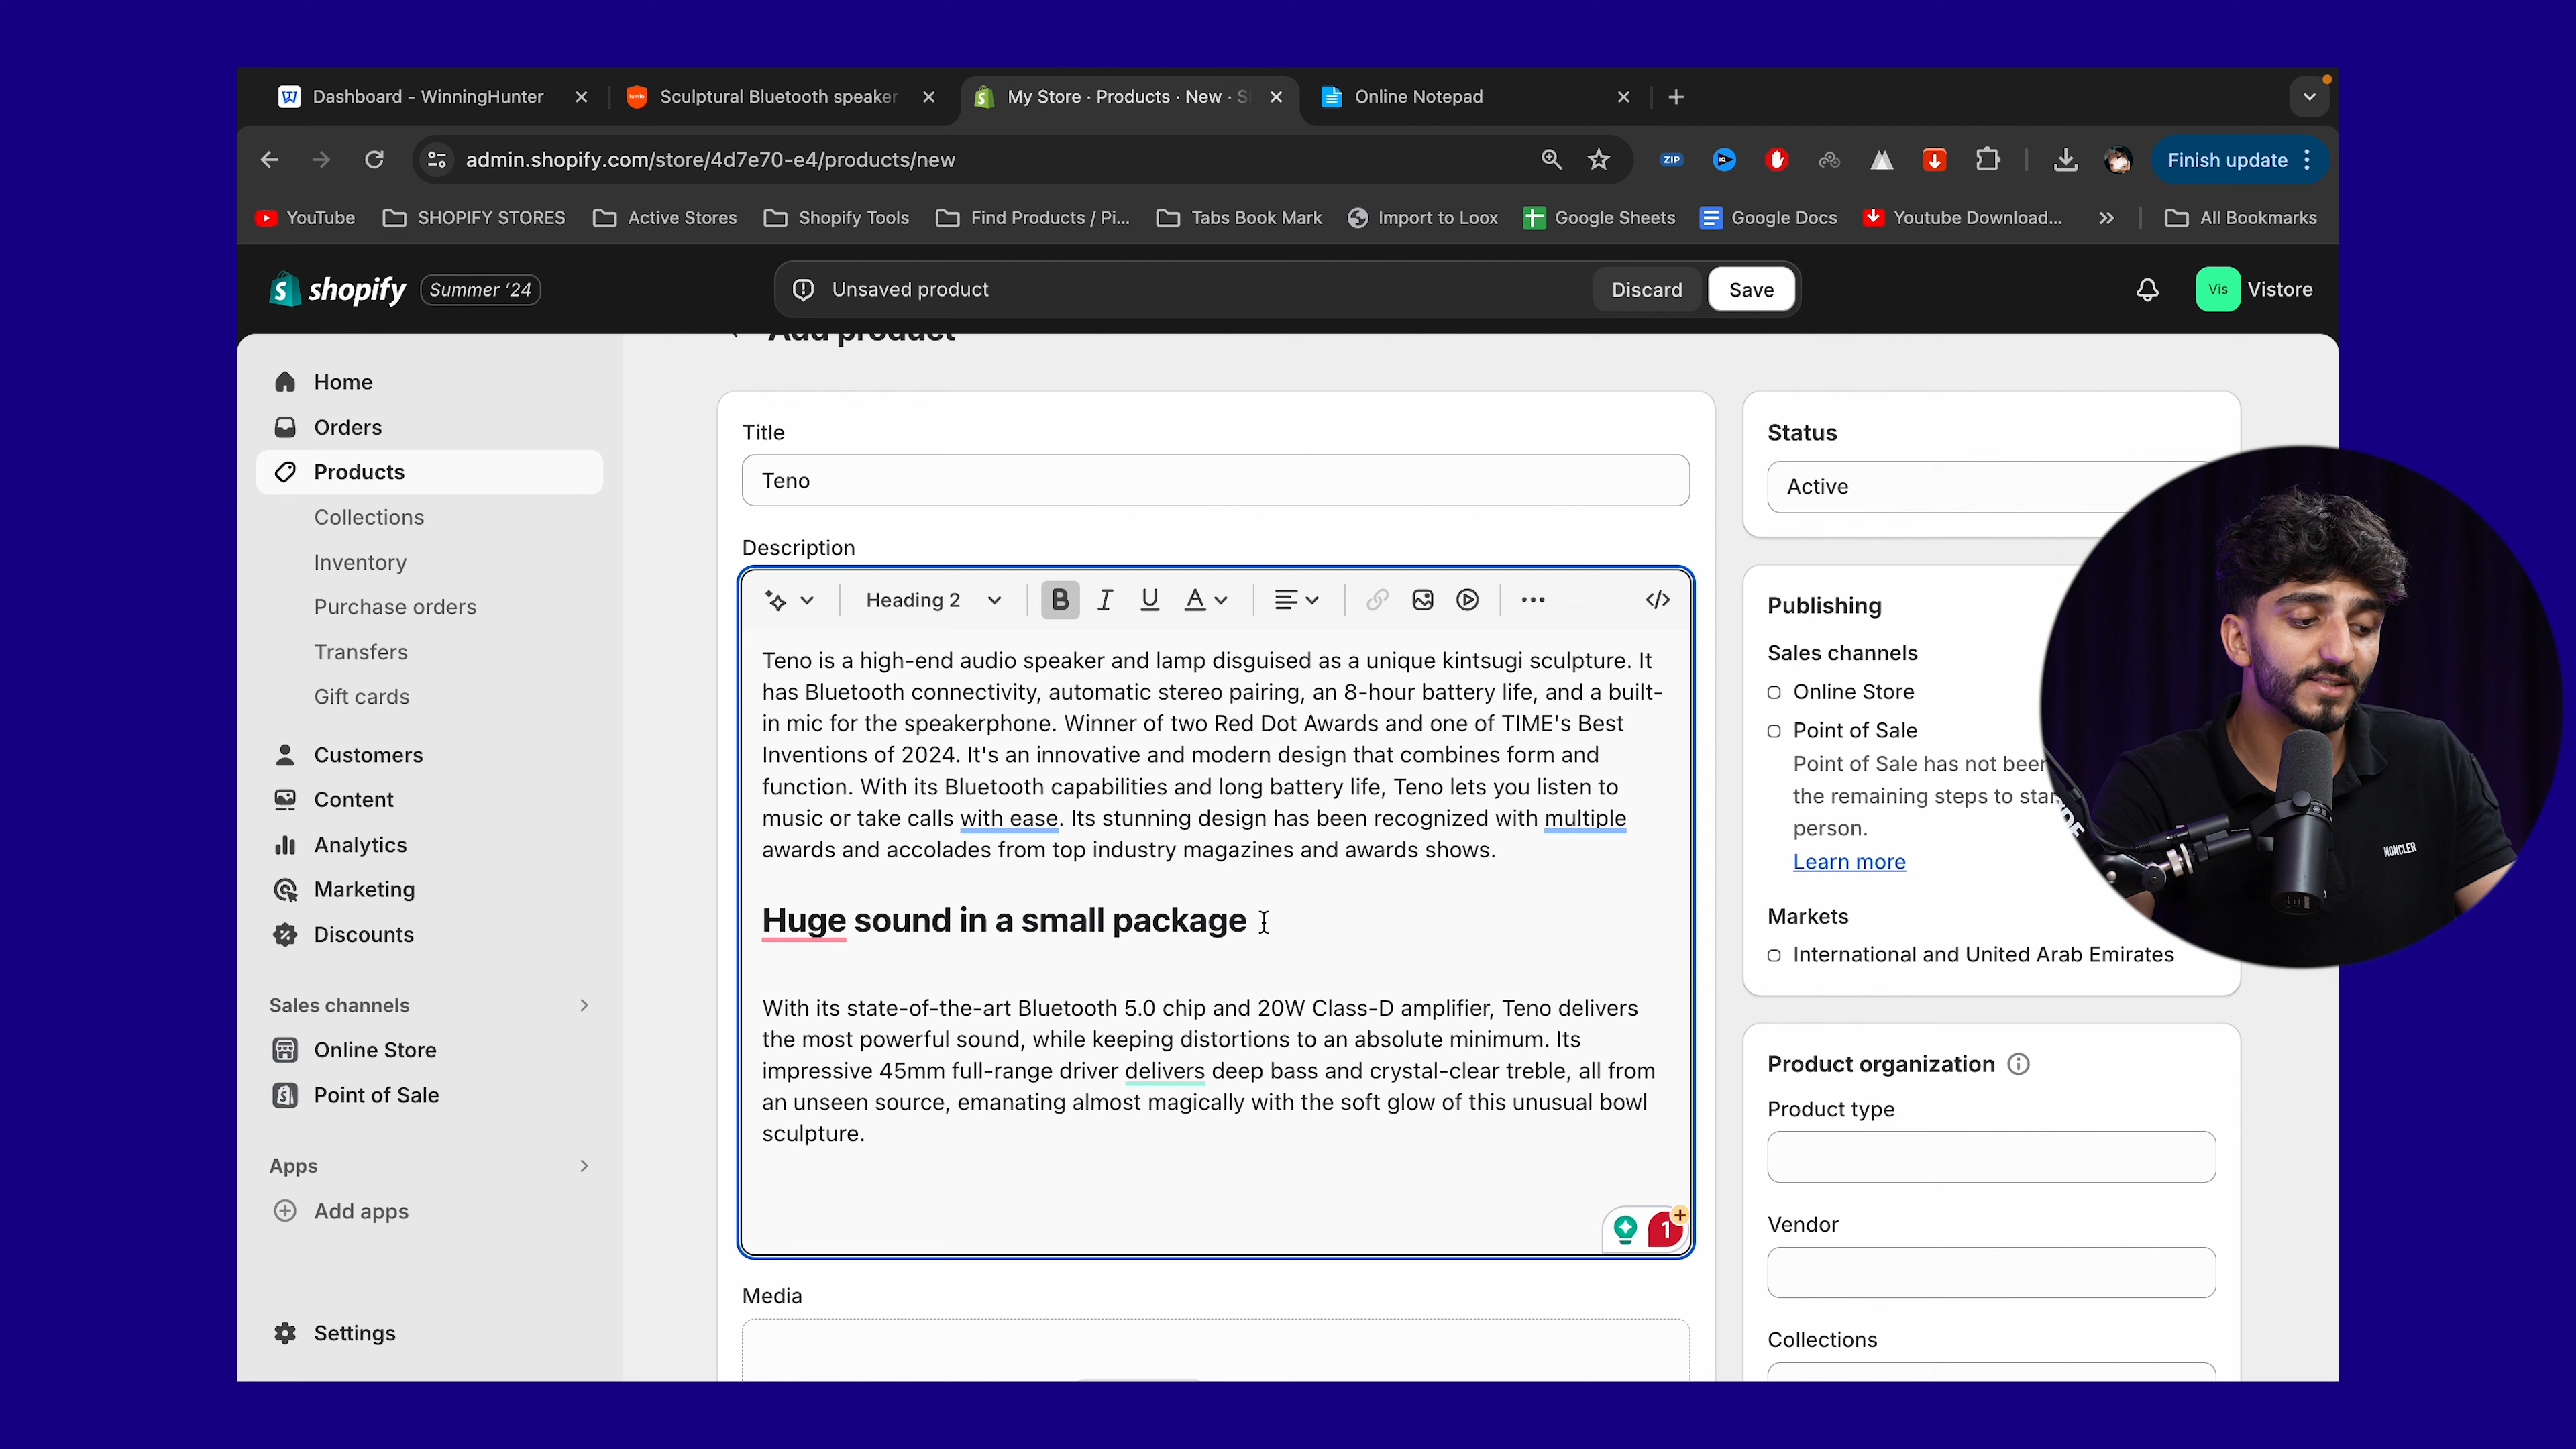 Dashboard - WinningHunter
Sculptural Bluetooth speaker
My Store · Products · New · S
Online Notepad
admin.shopify.com/store/4d7e70-e4/products/new
ZIP
Finish update
YouTube
SHOPIFY STORES
Active Stores
Shopify Tools
Find Products / Pi...
Tabs Book Mark
Import to Loox
Google Sheets
Google Docs
Youtube Download...
All Bookmarks
shopify
Summer '24
Unsaved product
Discard
Save
Vis
Vistore
Home
Orders
Products
Collections
Inventory
Purchase orders
Transfers
Gift cards
Customers
Content
Analytics
Marketing
Discounts
Sales channels
Online Store
Point of Sale
Apps
Add apps
Settings
Add product
Title
Teno
Description
Heading 2
Teno is a high-end audio speaker and lamp disguised as a unique kintsugi sculpture. It
has Bluetooth connectivity, automatic stereo pairing, an 8-hour battery life, and a built-
in mic for the speakerphone. Winner of two Red Dot Awards and one of TIME's Best
Inventions of 2024. It's an innovative and modern design that combines form and
function. With its Bluetooth capabilities and long battery life, Teno lets you listen to
music or take calls with ease. Its stunning design has been recognized with multiple
awards and accolades from top industry magazines and awards shows.
Huge sound in a small package
With its state-of-the-art Bluetooth 5.0 chip and 20W Class-D amplifier, Teno delivers
the most powerful sound, while keeping distortions to an absolute minimum. Its
impressive 45mm full-range driver delivers deep bass and crystal-clear treble, all from
an unseen source, emanating almost magically with the soft glow of this unusual bowl
sculpture.
1
Media
Status
Active
Publishing
Sales channels
Online Store
Point of Sale
Point of Sale has not been
the remaining steps to star
person.
Learn more
Markets
International and United Arab Emirates
Product organization
Product type
Vendor
Collections
MONCLER